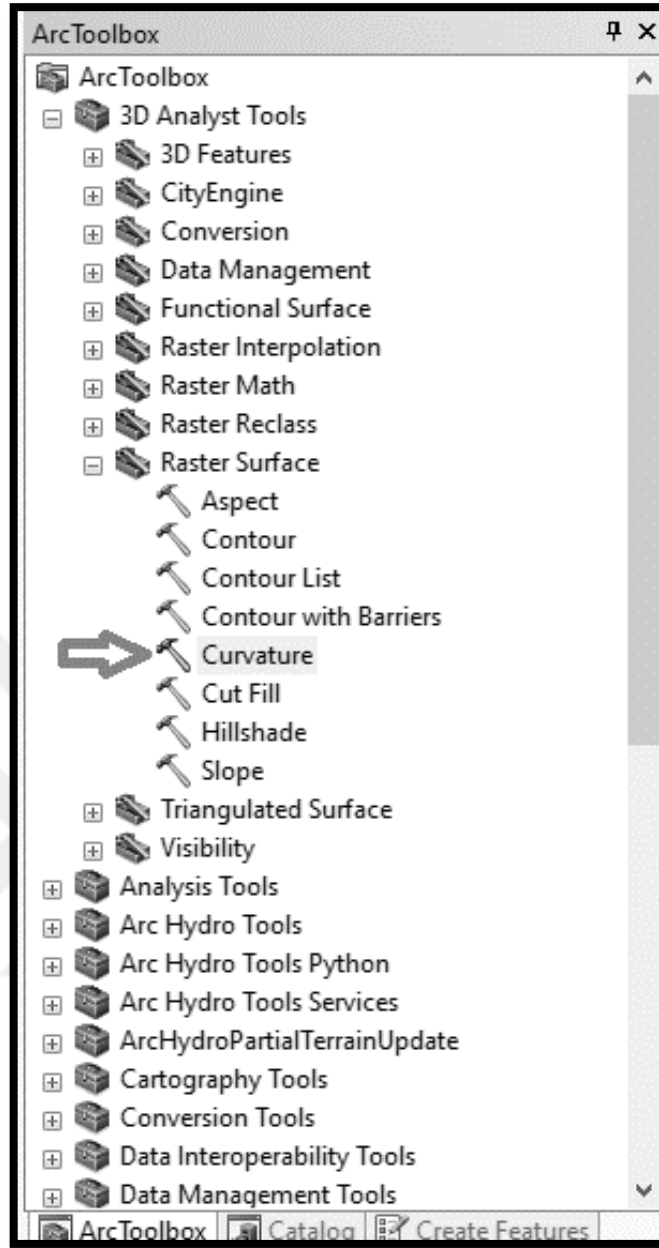 ArcToolbox
ArcToolbox
3D Analyst Tools
3D Features
CityEngine
Conversion
Data Management
Functional Surface
Raster Interpolation
Raster Math
Raster Reclass
Raster Surface
Aspect
Contour
Contour List
Contour with Barriers
Curvature
Cut Fill
Hillshade
Slope
Triangulated Surface
Visibility
Analysis Tools
Arc Hydro Tools
Arc Hydro Tools Python
Arc Hydro Tools Services
ArcHydroPartialTerrainUpdate
Cartography Tools
Conversion Tools
Data Interoperability Tools
Data Management Tools
ArcToolbox Catalog Create Features